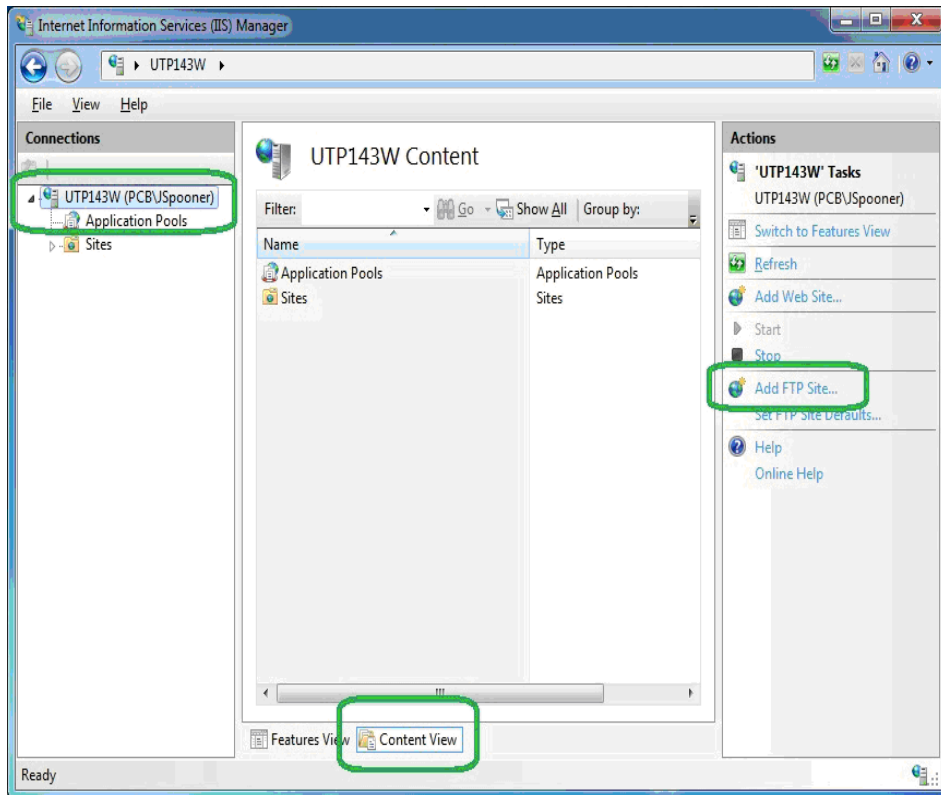 Internet Information Services (IIS) Manager
UTP143W
File View Help
Connections
UTP143W (PCB\JSpooner)
Application Pools
Sites
UTP143W Content
Filter: Go Show All Group by:
Name Type
Application Pools Application Pools
Sites Sites
Features View Content View
Actions
'UTP143W' Tasks
UTP143W (PCB\JSpooner)
Switch to Features View
Refresh
Add Web Site...
Start
Stop
Add FTP Site...
Set FTP Site Defaults...
Help
Online Help
Ready